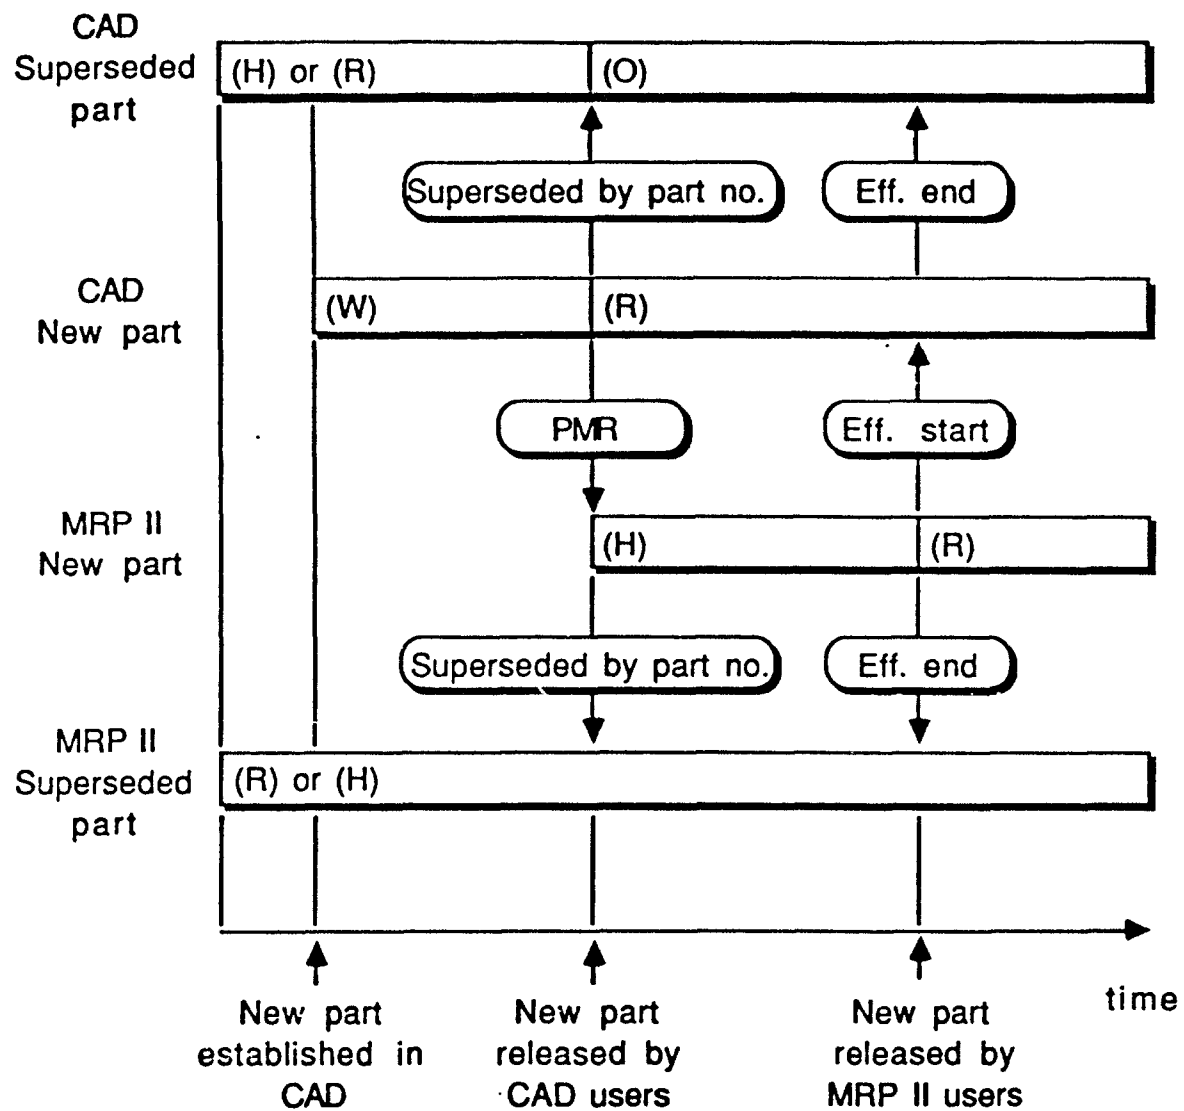 CAD
Superseded
part
(H) or (R)
(O)
Superseded by part no.
Eff. end
CAD
New part
(W)
(R)
PMR
Eff. start
MRP II
New part
(H)
(R)
Superseded by part no.
Eff. end
MRP II
Superseded
part
(R) or (H)
time
New part
established in
CAD
New part
released by
CAD users
New part
released by
MRP II users